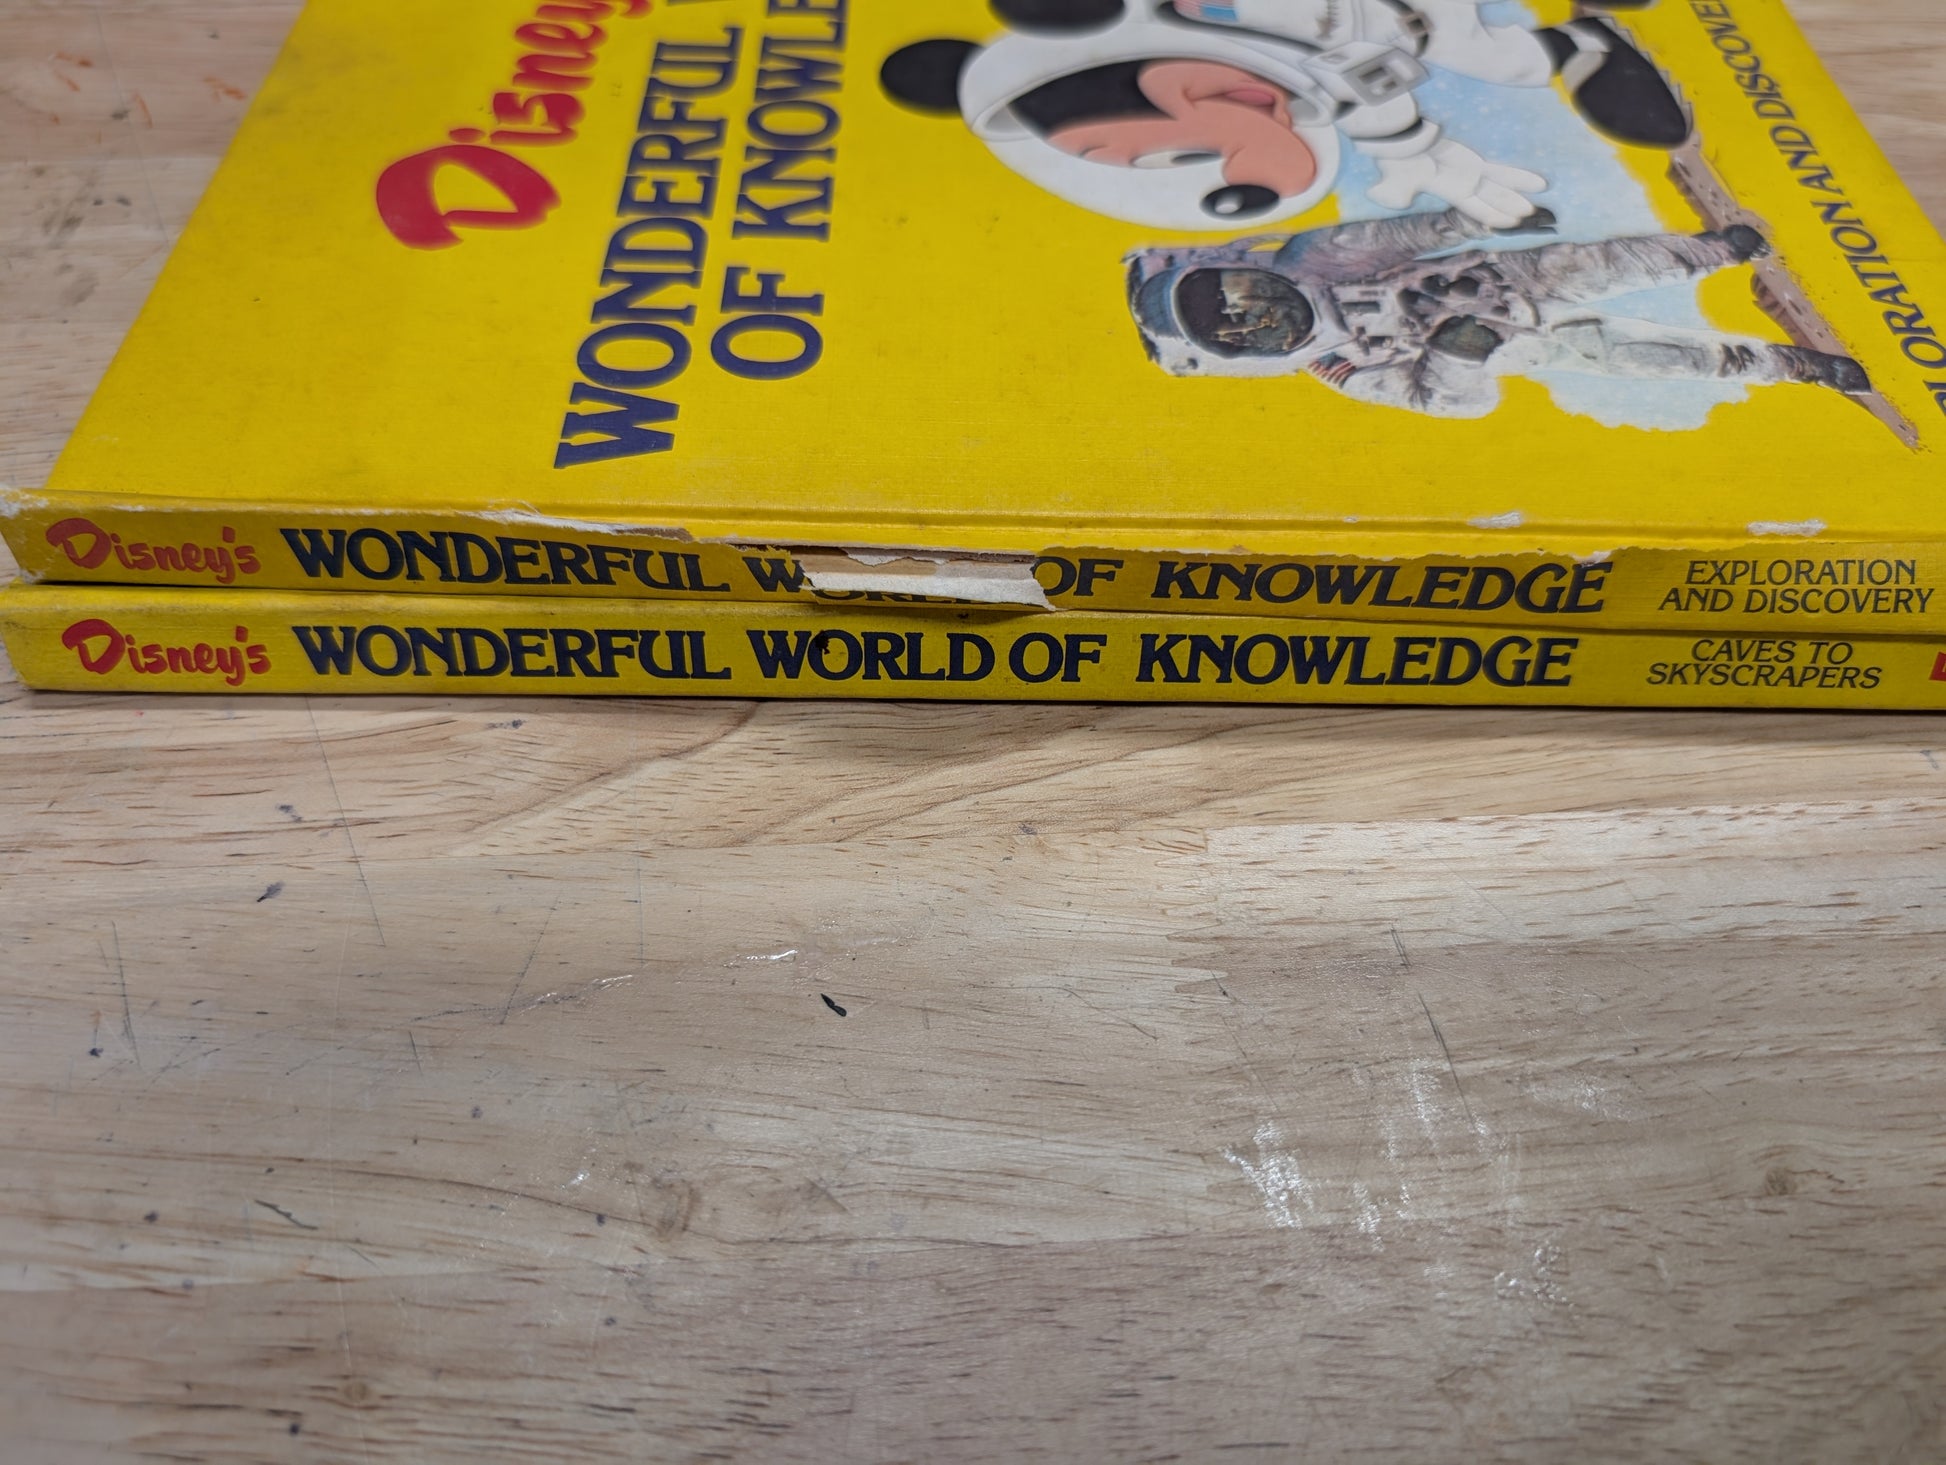 Disney
WONDERFUL
OF KNOWLE
ORATION AND DISCOVE
Disney's WONDERFUL WORLD OF KNOWLEDGE EXPLORATION
AND DISCOVERY
Disney's WONDERFUL WORLD OF KNOWLEDGE CAVES TO
SKYSCRAPERS